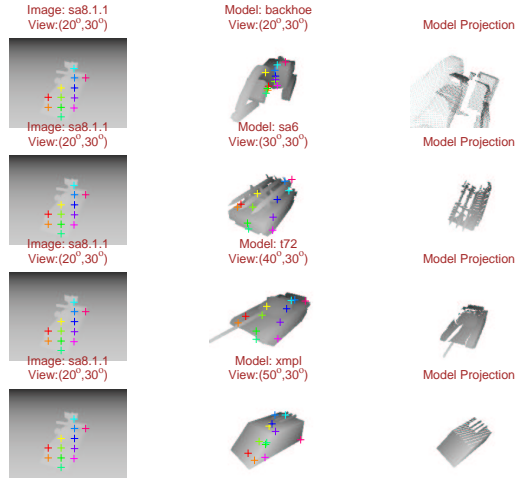 Image: sa8.1.1
View:(20°,30°)
Model: backhoe
View:(20°,30°)
Model Projection
Image: sa8.1.1
View:(20°,30°)
Model: sa6
View:(30°,30°)
Model Projection
Image: sa8.1.1
View:(20°,30°)
Model: t72
View:(40°,30°)
Model Projection
Image: sa8.1.1
View:(20°,30°)
Model: xmpl
View:(50°,30°)
Model Projection